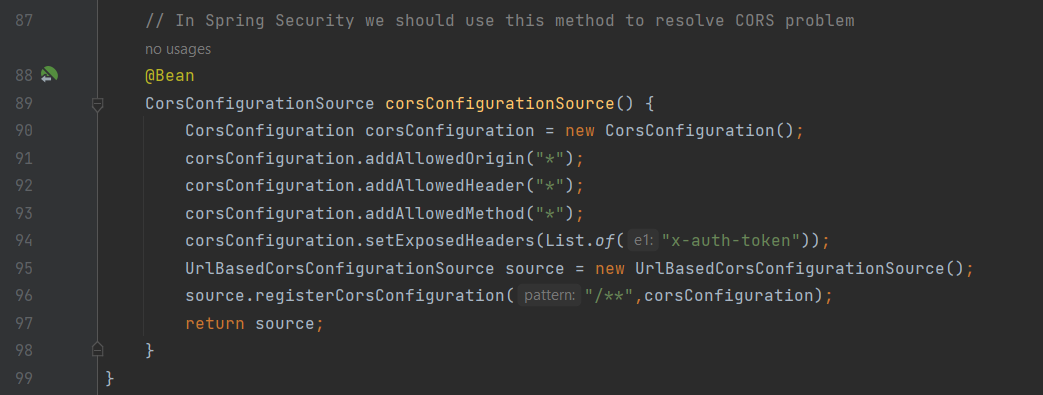 87 // In Spring Security we should use this method to resolve CORS problem
no usages
88 @Bean
89 CorsConfigurationSource corsConfigurationSource() {
90 CorsConfiguration corsConfiguration = new CorsConfiguration();
91 corsConfiguration.addAllowedOrigin("*");
92 corsConfiguration.addAllowedHeader("*");
93 corsConfiguration.addAllowedMethod("*");
94 corsConfiguration.setExposedHeaders(List.of( e1: "x-auth-token"));
95 UrlBasedCorsConfigurationSource source = new UrlBasedCorsConfigurationSource();
96 source.registerCorsConfiguration( pattern: "/**",corsConfiguration);
97 return source;
98 }
99 }